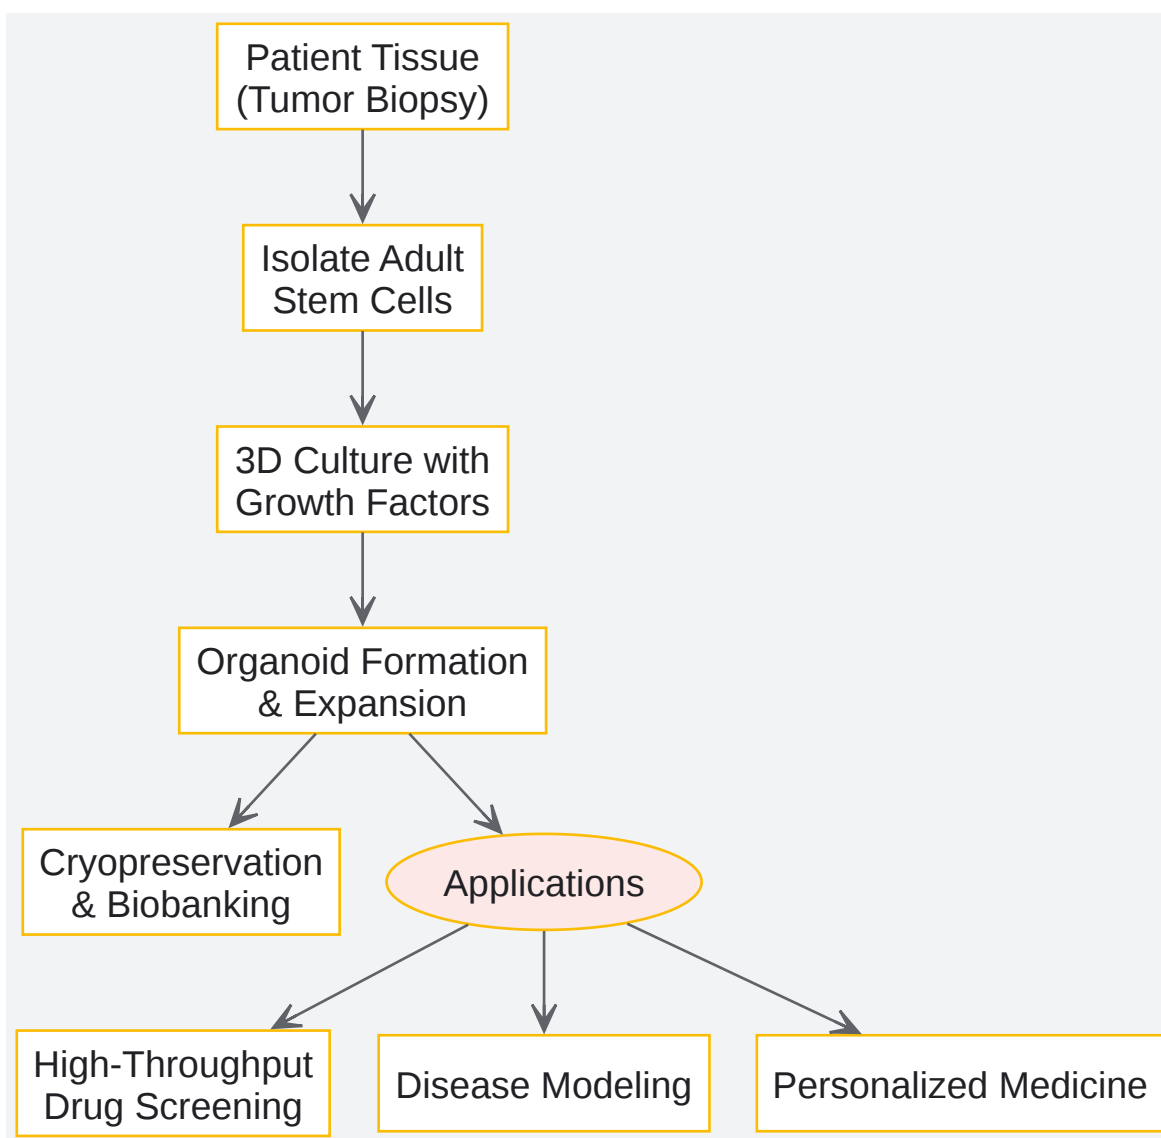 Patient Tissue
(Tumor Biopsy)
Isolate Adult
Stem Cells
3D Culture with
Growth Factors
Organoid Formation
& Expansion
Cryopreservation
& Biobanking
Applications
High-Throughput
Drug Screening
Disease Modeling
Personalized Medicine